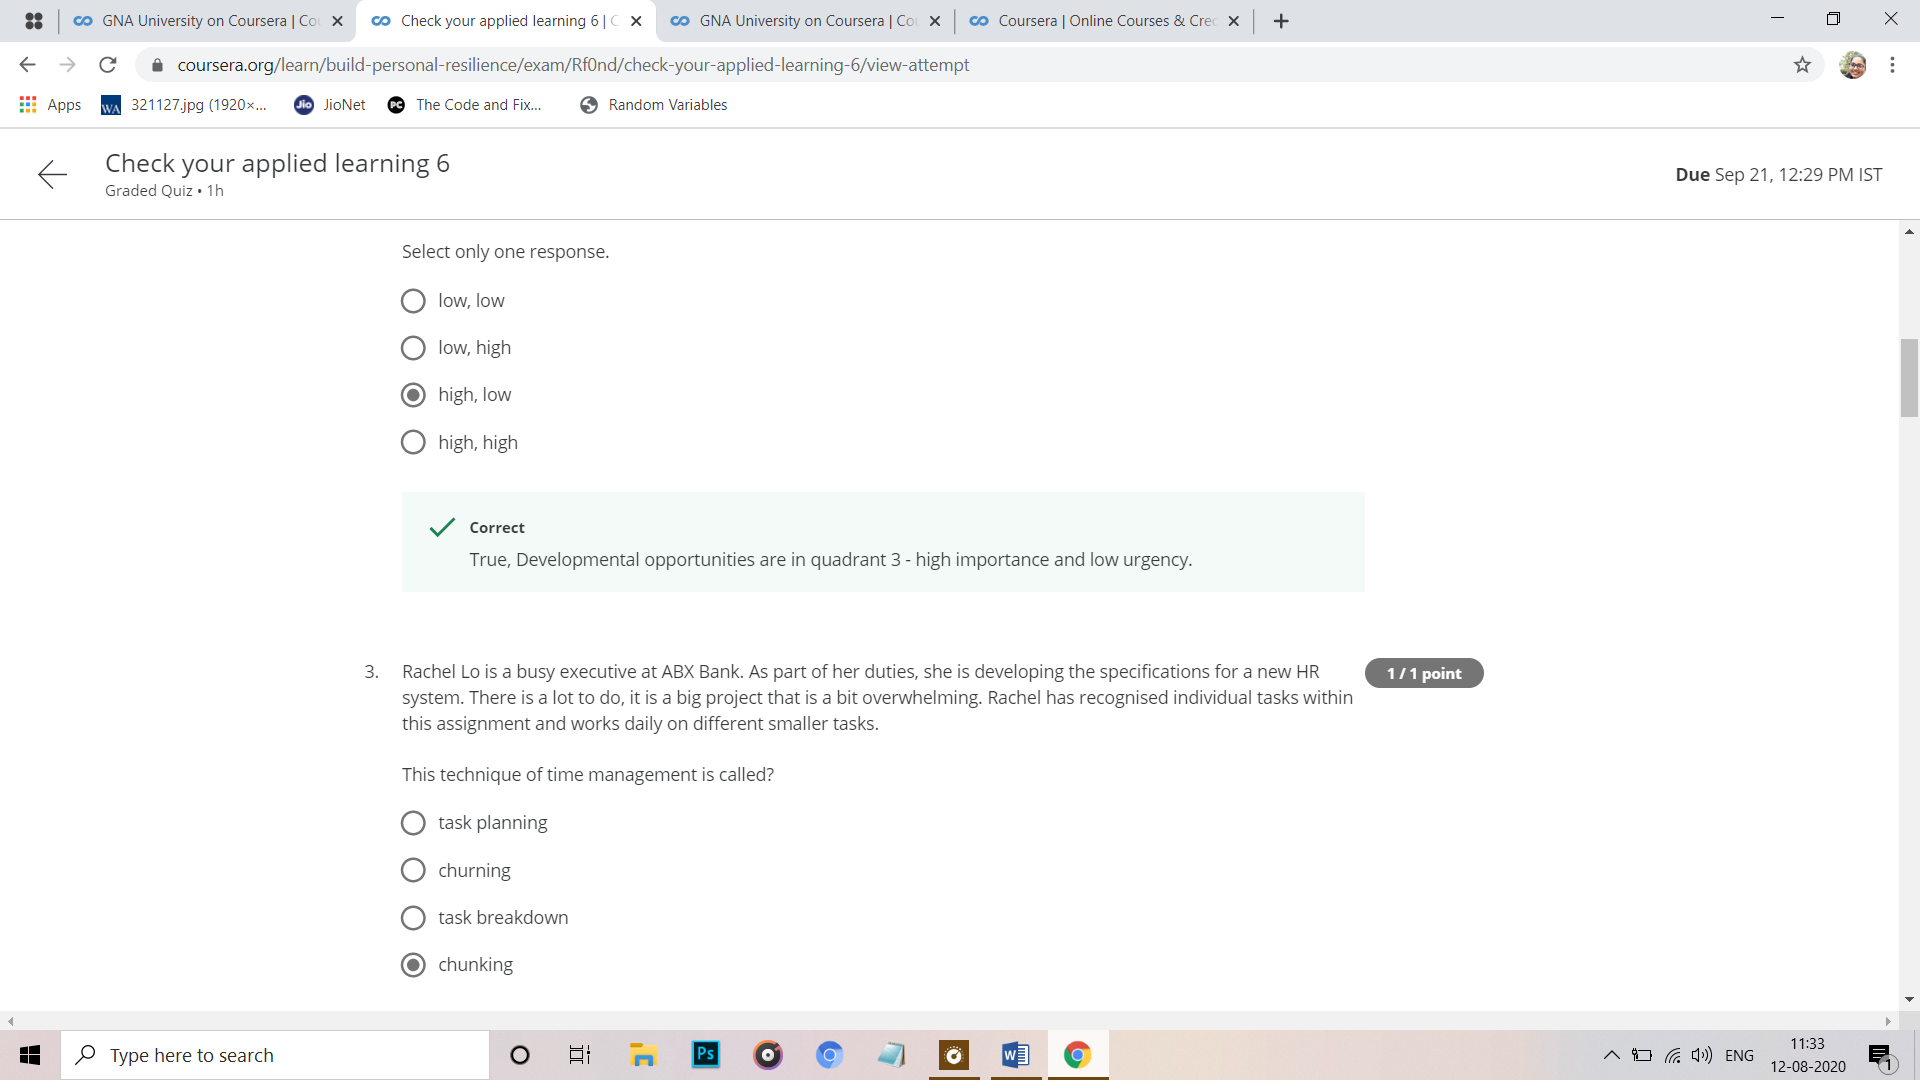 GNA University on Coursera | Cou
Check your applied learning 6 | C
GNA University on Coursera | Cou
Coursera | Online Courses & Cred
coursera.org/learn/build-personal-resilience/exam/Rf0nd/check-your-applied-learning-6/view-attempt
Apps
WA
321127.jpg (1920×...
Jio
JioNet
PC
The Code and Fix...
Random Variables
Check your applied learning 6
Graded Quiz • 1h
Due Sep 21, 12:29 PM IST
Select only one response.
low, low
low, high
high, low
high, high
Correct
True, Developmental opportunities are in quadrant 3 - high importance and low urgency.
3. Rachel Lo is a busy executive at ABX Bank. As part of her duties, she is developing the specifications for a new HR
1 / 1 point
system. There is a lot to do, it is a big project that is a bit overwhelming. Rachel has recognised individual tasks within
this assignment and works daily on different smaller tasks.
This technique of time management is called?
task planning
churning
task breakdown
chunking
Type here to search
Ps
W
ENG
11:33
12-08-2020
1